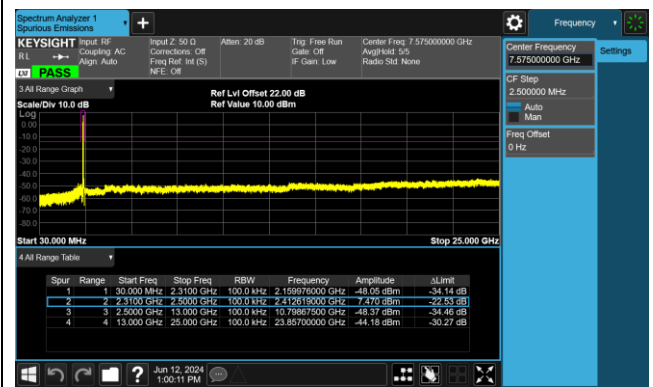 Spectrum Analyzer 1
Spurious Emissions
Frequency
KEYSIGHT
Input: RF
Coupling: AC
Align: Auto
Input Z: 50 Ω
Corrections: Off
Freq Ref: Int (S)
NFE: Off
Atten: 20 dB
Trig: Free Run
Gate: Off
IF Gain: Low
Center Freq: 7.575000000 GHz
Avg|Hold: 5/5
Radio Std: None
RL
LXI
PASS
Center Frequency
7.575000000 GHz
Settings
CF Step
2.500000 MHz
Auto
Man
Freq Offset
0 Hz
3 All Range Graph
Scale/Div 10.0 dB
Ref Lvl Offset 22.00 dB
Ref Value 10.00 dBm
Log
0.00
-10.0
-20.0
-30.0
-40.0
-50.0
-60.0
-70.0
-80.0
Start 30.000 MHz
Stop 25.000 GHz
4 All Range Table
Spur Range Start Freq Stop Freq RBW Frequency Amplitude ΔLimit
1 1 30.000 MHz 2.3100 GHz 100.0 kHz 2.159976000 GHz -48.05 dBm -34.14 dB
2 2 2.3100 GHz 2.5000 GHz 100.0 kHz 2.412619000 GHz 7.470 dBm -22.53 dB
3 3 2.5000 GHz 13.000 GHz 100.0 kHz 10.79867500 GHz -48.37 dBm -34.46 dB
4 4 13.000 GHz 25.000 GHz 100.0 kHz 23.85700000 GHz -44.18 dBm -30.27 dB
Jun 12, 2024
1:00:11 PM